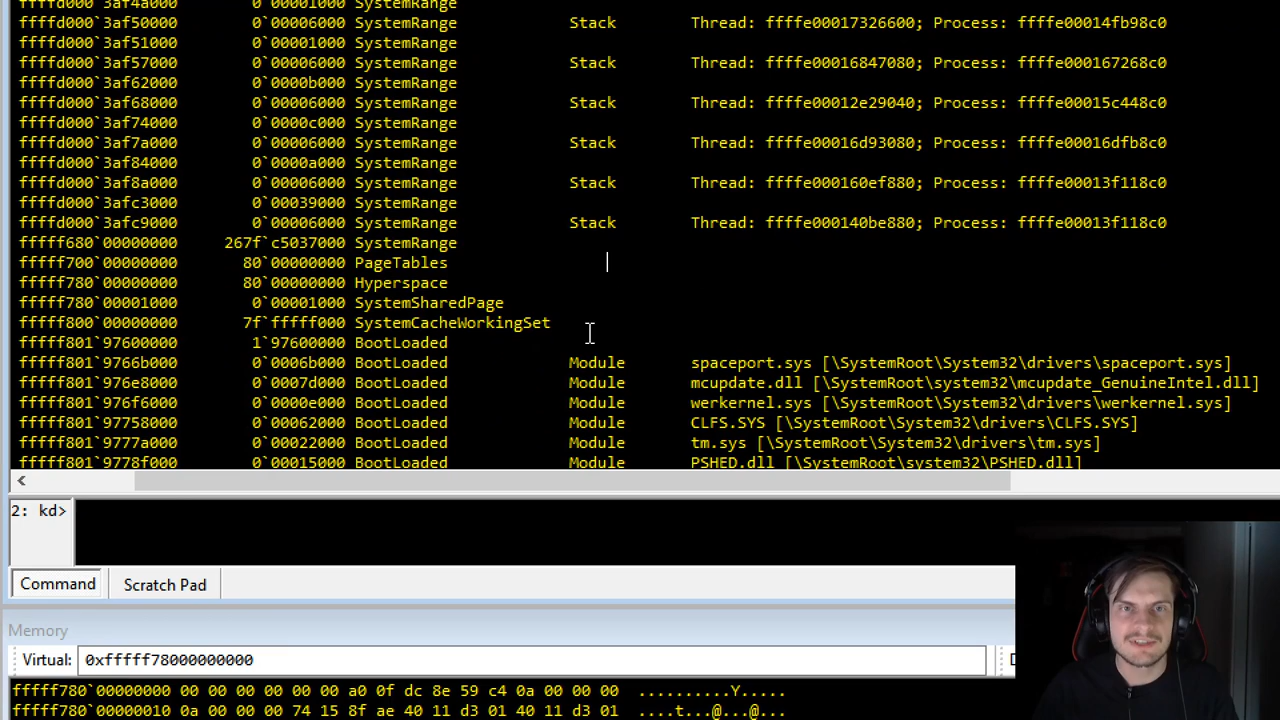 ffffd000`3af4a000 0`00001000 SystemRange
ffffd000`3af50000 0`00006000 SystemRange Stack Thread: ffffe00017326600; Process: ffffe00014fb98c0
ffffd000`3af51000 0`00001000 SystemRange
ffffd000`3af57000 0`00006000 SystemRange Stack Thread: ffffe00016847080; Process: ffffe000167268c0
ffffd000`3af62000 0`0000b000 SystemRange
ffffd000`3af68000 0`00006000 SystemRange Stack Thread: ffffe00012e29040; Process: ffffe00015c448c0
ffffd000`3af74000 0`0000c000 SystemRange
ffffd000`3af7a000 0`00006000 SystemRange Stack Thread: ffffe00016d93080; Process: ffffe00016dfb8c0
ffffd000`3af84000 0`0000a000 SystemRange
ffffd000`3af8a000 0`00006000 SystemRange Stack Thread: ffffe000160ef880; Process: ffffe00013f118c0
ffffd000`3afc3000 0`00039000 SystemRange
ffffd000`3afc9000 0`00006000 SystemRange Stack Thread: ffffe000140be880; Process: ffffe00013f118c0
fffff680`00000000 267f`c5037000 SystemRange
fffff700`00000000 80`00000000 PageTables
fffff780`00000000 80`00000000 Hyperspace
fffff780`00001000 0`00001000 SystemSharedPage
fffff800`00000000 7f`fffff000 SystemCacheWorkingSet
fffff801`97600000 1`97600000 BootLoaded
fffff801`9766b000 0`0006b000 BootLoaded Module spaceport.sys [\SystemRoot\System32\drivers\spaceport.sys]
fffff801`976e8000 0`0007d000 BootLoaded Module mcupdate.dll [\SystemRoot\system32\mcupdate_GenuineIntel.dll]
fffff801`976f6000 0`0000e000 BootLoaded Module werkernel.sys [\SystemRoot\System32\drivers\werkernel.sys]
fffff801`97758000 0`00062000 BootLoaded Module CLFS.SYS [\SystemRoot\System32\drivers\CLFS.SYS]
fffff801`9777a000 0`00022000 BootLoaded Module tm.sys [\SystemRoot\System32\drivers\tm.sys]
fffff801`9778f000 0`00015000 BootLoaded Module PSHED.dll [\SystemRoot\system32\PSHED.dll]
2: kd>
Command Scratch Pad
Memory
Virtual: 0xfffff78000000000
fffff780`00000000 00 00 00 00 00 00 a0 0f dc 8e 59 c4 0a 00 00 00 ..........Y.....
fffff780`00000010 0a 00 00 00 74 15 8f ae 40 11 d3 01 40 11 d3 01 ....t...@...@...